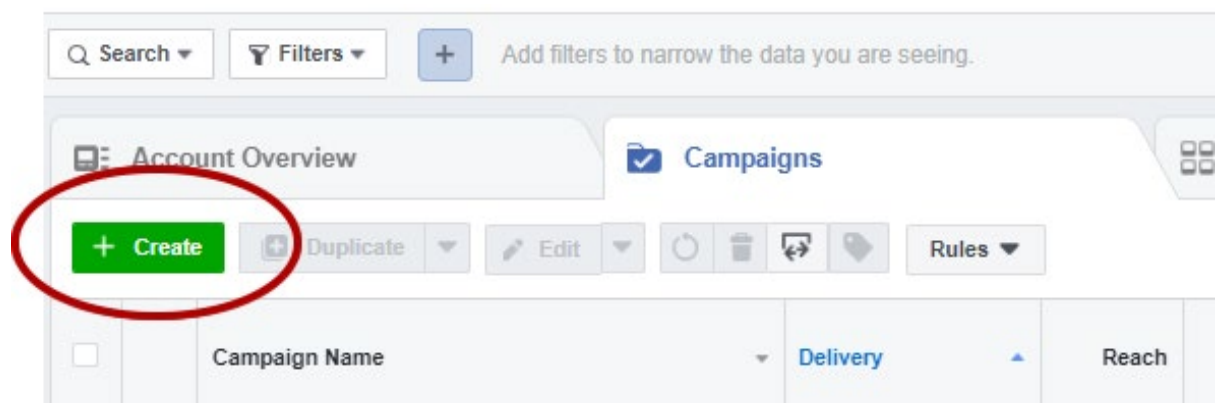 Search Filters + Add filters to narrow the data you are seeing.
Account Overview Campaigns
+ Create Duplicate Edit Rules
Campaign Name Delivery Reach